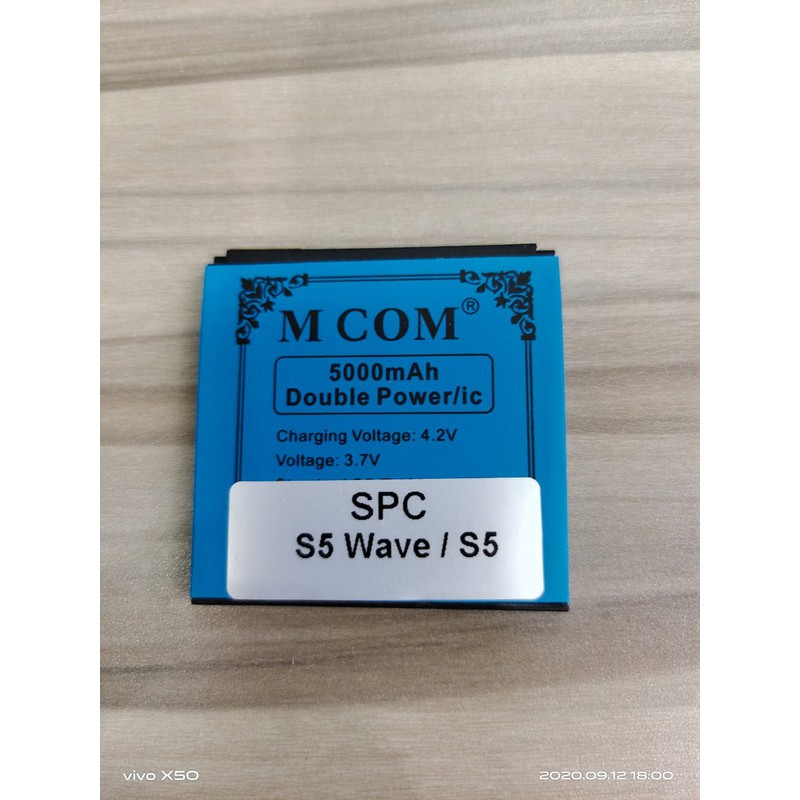 M COM®
5000mAh
Double Power/ic
Charging Voltage: 4.2V
Voltage: 3.7V
SPC
S5 Wave / S5
vivo X50
2020.09.12 18:00